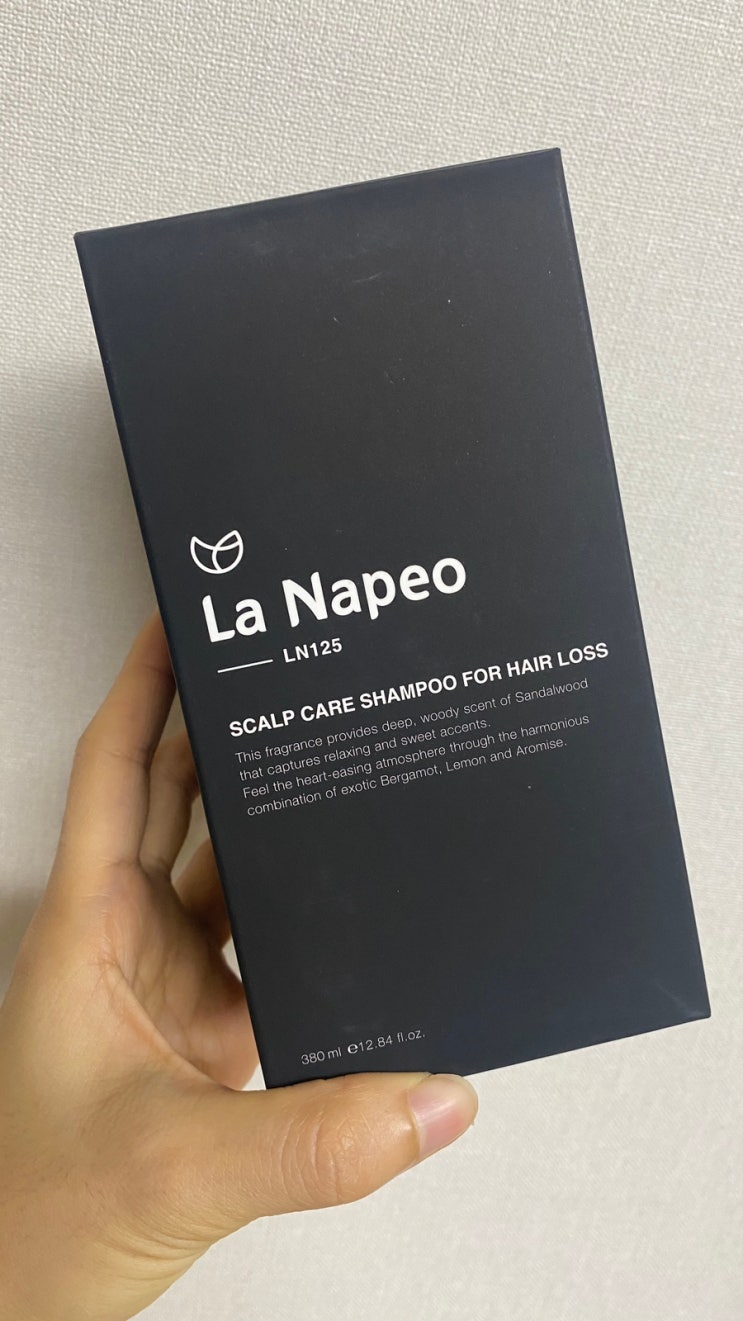 La Napeo
LN125
SCALP CARE SHAMPOO FOR HAIR LOSS
This fragrance provides deep, woody scent of Sandalwood
that captures relaxing and sweet accents.
Feel the heart-easing atmosphere through the harmonious
combination of exotic Bergamot, Lemon and Aromise.
380 ml ℮12.84 fl.oz.